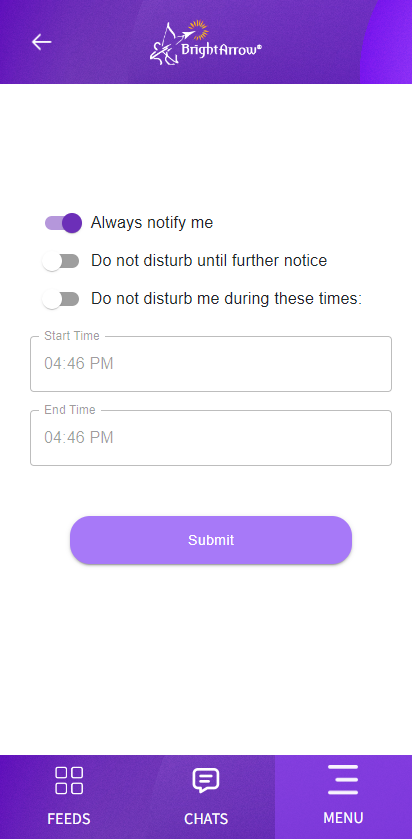 BrightArrow®
Always notify me
Do not disturb until further notice
Do not disturb me during these times:
Start Time
04:46 PM
End Time
04:46 PM
Submit
FEEDS
CHATS
MENU